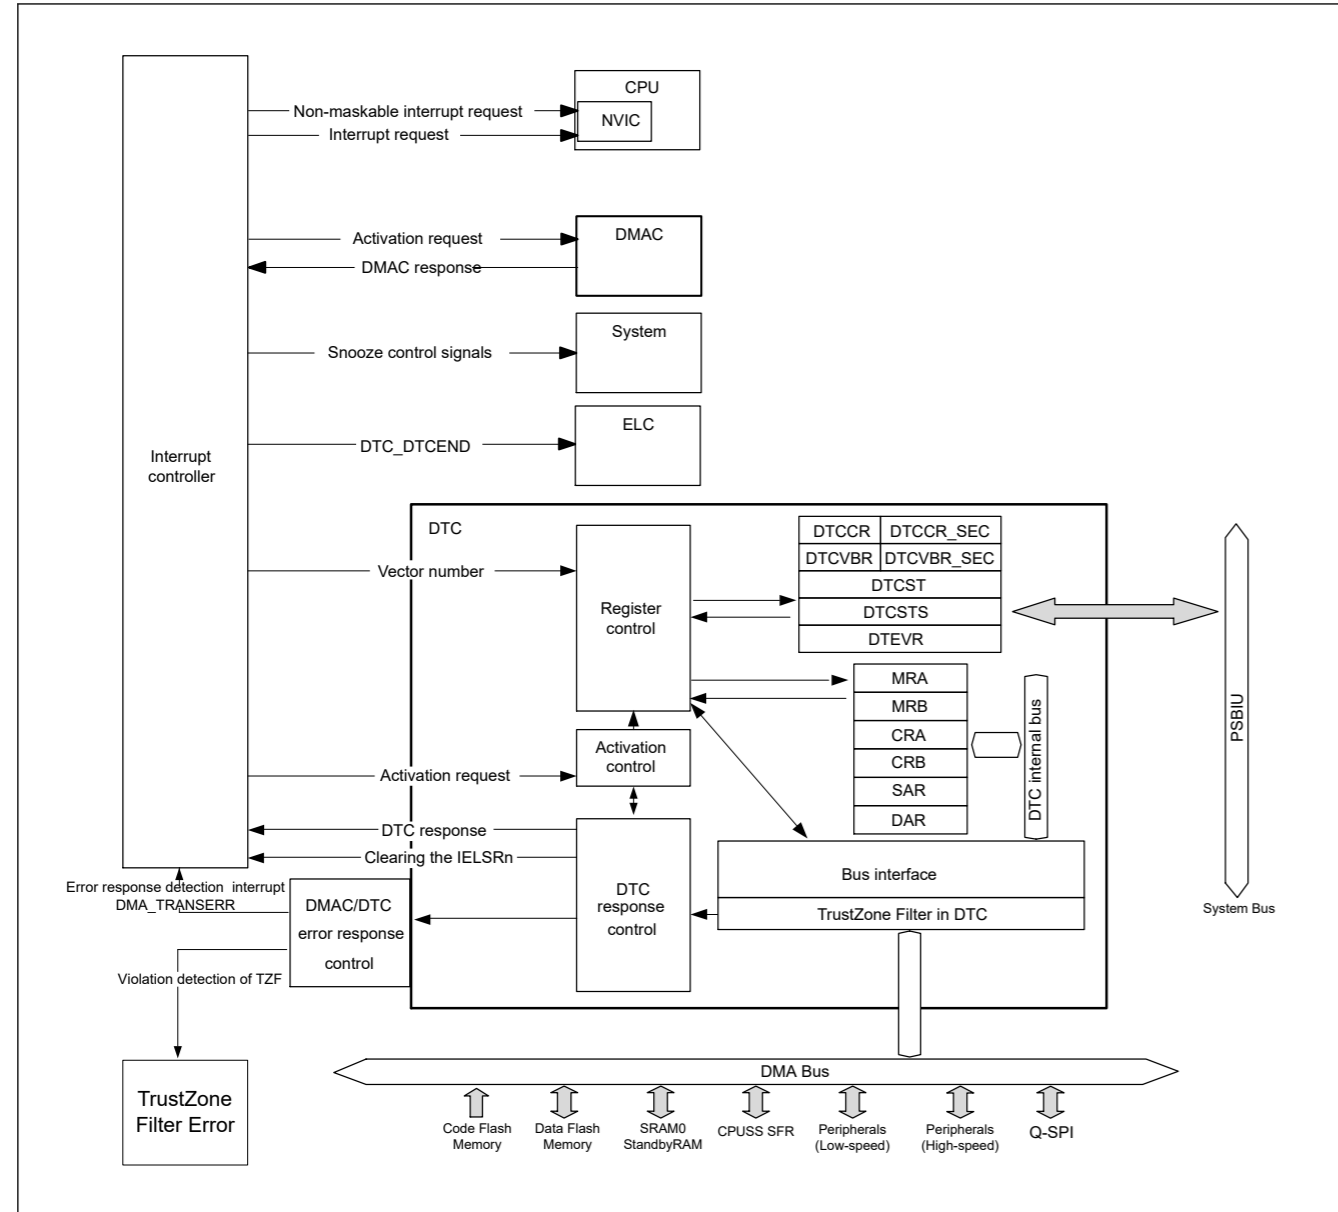 CPU
Non-maskable interrupt request
NVIC
Interrupt request
DMAC
Activation request
DMAC response
System
Snooze control signals
ELC
DTC_DTCEND
Interrupt
controller
DTC
DTCCR
DTCCR_SEC
DTCVBR
DTCVBR_SEC
Vector number
DTCST
Register
control
DTCSTS
DTEVR
MRA
MRB
CRA
CRB
SAR
DAR
DTC internal bus
PSBIU
System Bus
Activation
control
Activation request
DTC response
Clearing the IELSRn
Bus interface
TrustZone Filter in DTC
DTC
response
control
Error response detection interrupt
DMA_TRANSERR
DMAC/DTC
error response
control
Violation detection of TZF
TrustZone
Filter Error
DMA Bus
Code Flash
Memory
Data Flash
Memory
SRAM0
StandbyRAM
CPUSS SFR
Peripherals
(Low-speed)
Peripherals
(High-speed)
Q-SPI